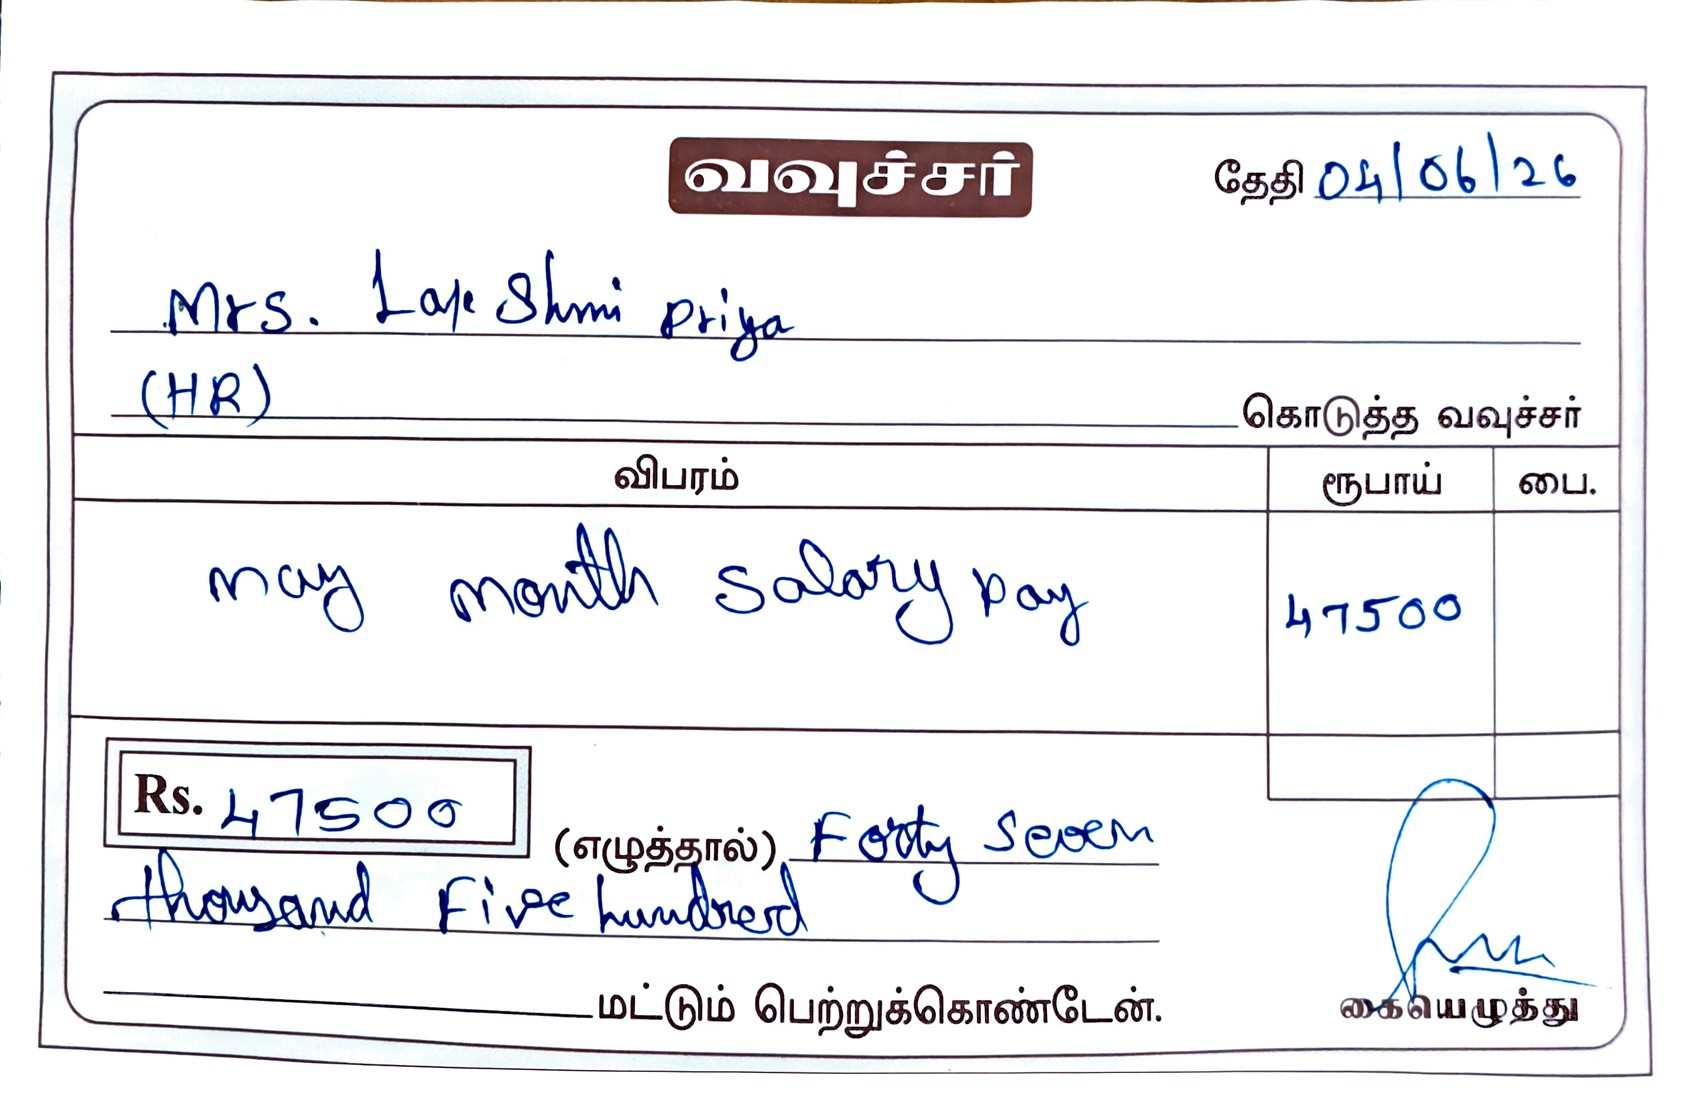 வவுச்சர்
தேதி 04/06/26
Mrs. Lakshmi Priya
(HR) கொடுத்த வவுச்சர்
விபரம் ரூபாய் பை.
may month salary pay 47500
Rs. 47500 (எழுத்தால்) Forty Seven
thousand Five hundred
மட்டும் பெற்றுக்கொண்டேன். கையெழுத்து